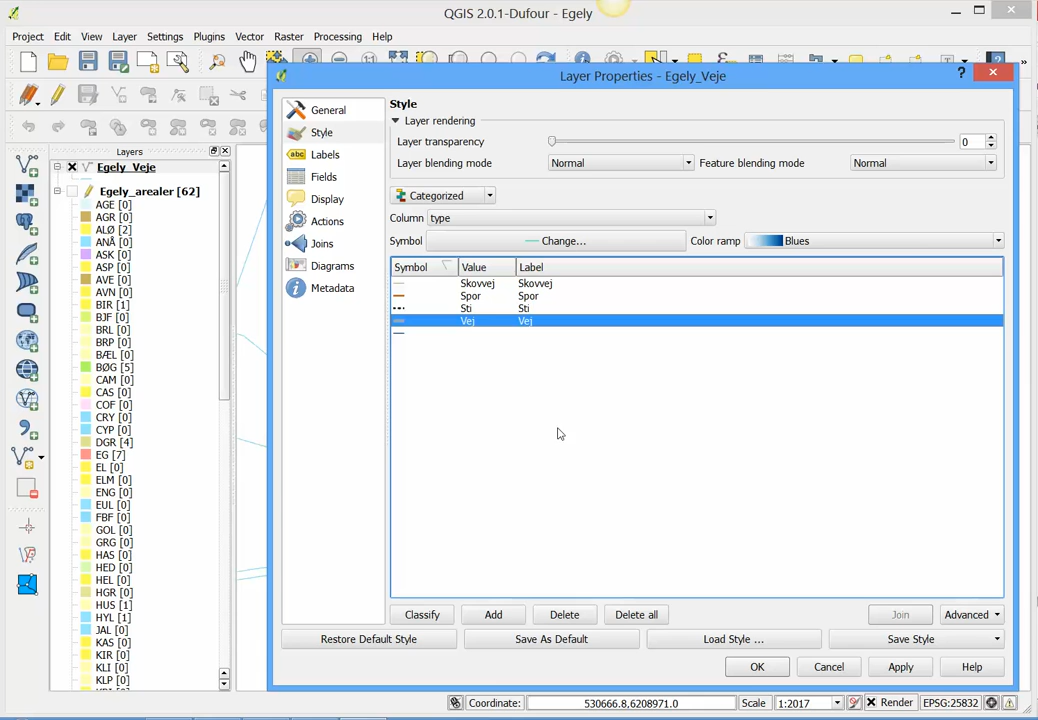 QGIS 2.0.1-Dufour - Egely
Project Edit View Layer Settings Plugins Vector Raster Processing Help
Layer Properties - Egely_Veje
General
Style
abc Labels
Fields
Display
Actions
Joins
Diagrams
Metadata
Style
Layer rendering
Layer transparency 0
Layer blending mode Normal Feature blending mode Normal
Categorized
Column type
Symbol Change... Color ramp Blues
Symbol Value Label
Skovvej Skovvej
Spor Spor
Sti Sti
Vej Vej
Classify Add Delete Delete all Join Advanced
Restore Default Style Save As Default Load Style ... Save Style
OK Cancel Apply Help
Layers
Egely_Veje
Egely_arealer [62]
AGE [0]
AGR [0]
ALØ [2]
ANÅ [0]
ASK [0]
ASP [0]
AVE [0]
AVN [0]
BIR [1]
BJF [0]
BRL [0]
BRP [0]
BÆL [0]
BØG [5]
CAM [0]
CAS [0]
COF [0]
CRY [0]
CYP [0]
DGR [4]
EG [7]
EL [0]
ELM [0]
ENG [0]
EUL [0]
FBF [0]
GOL [0]
GRG [0]
HAS [0]
HED [0]
HEL [0]
HGR [0]
HUS [1]
HYL [1]
JAL [0]
KAS [0]
KIR [0]
KLI [0]
KLP [0]
Coordinate: 530666.8,6208971.0 Scale 1:2017 Render EPSG:25832